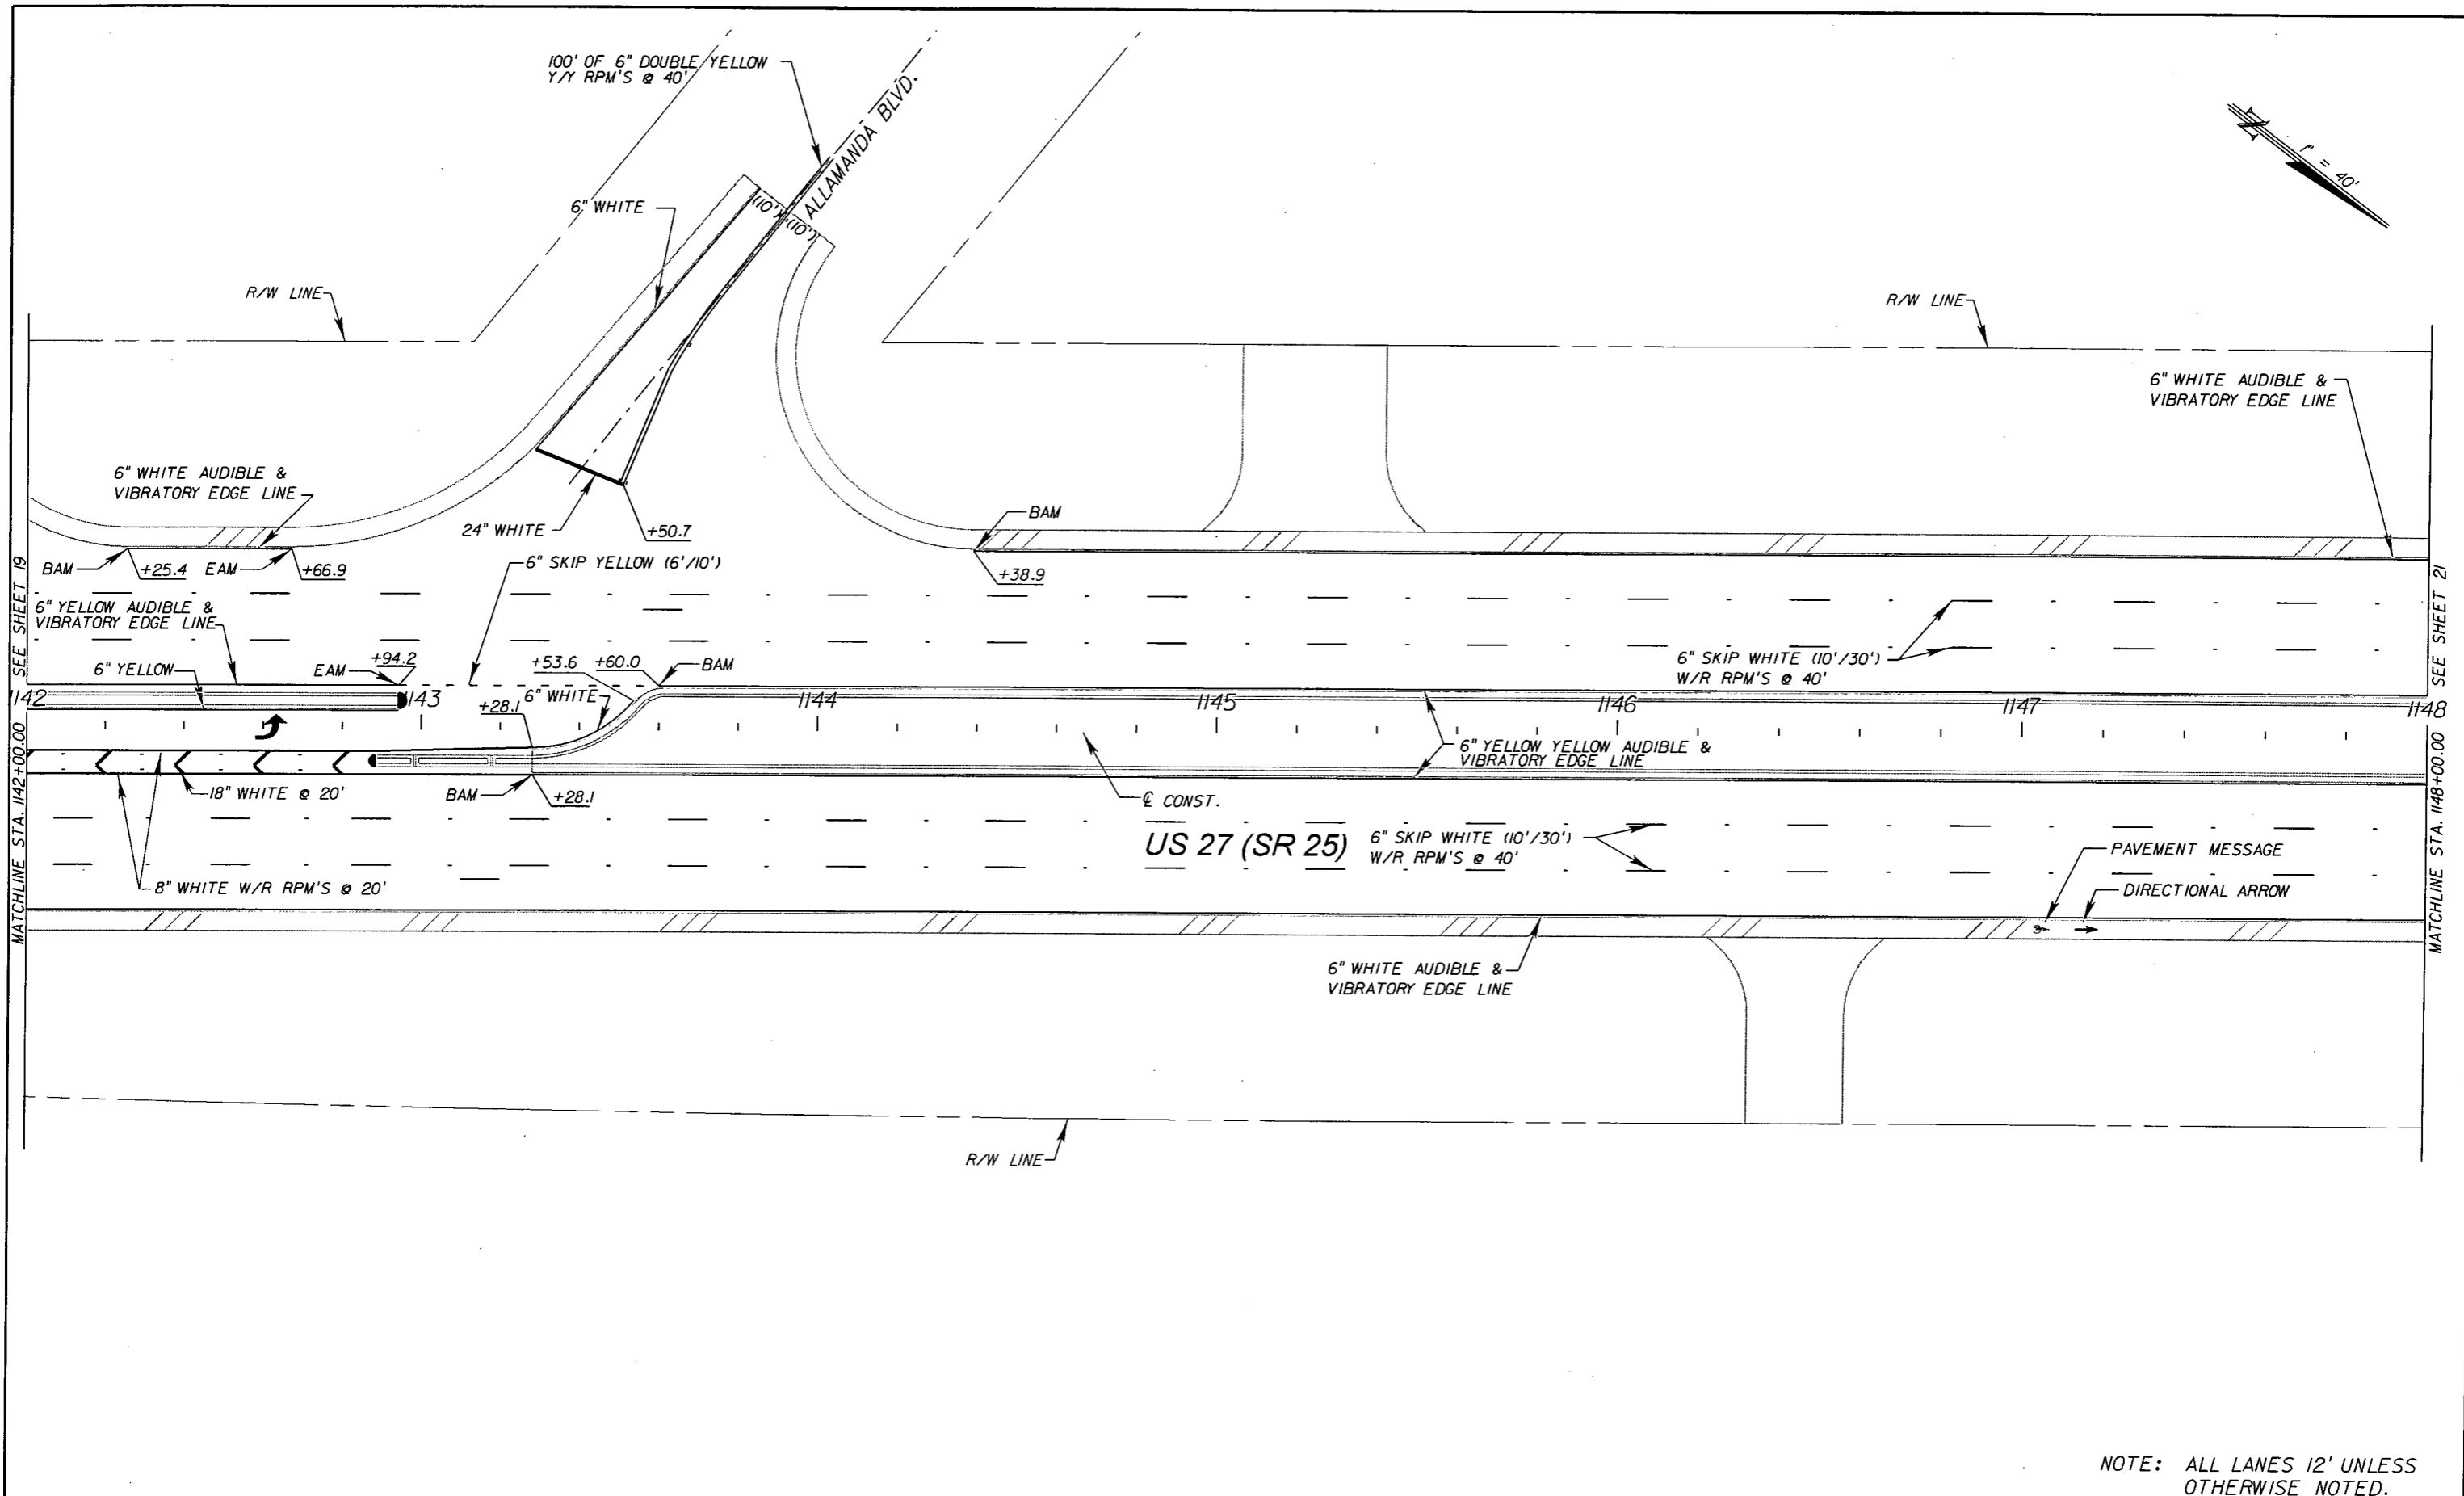 100' OF 6" DOUBLE YELLOW
Y/Y RPM'S @ 40'
ALLAMANDA BLVD.
N
1" = 40'
6" WHITE
(10')
(10')
R/W LINE
R/W LINE
6" WHITE AUDIBLE &
VIBRATORY EDGE LINE
6" WHITE AUDIBLE &
VIBRATORY EDGE LINE
24" WHITE
+50.7
BAM
BAM
+25.4
EAM
+66.9
6" SKIP YELLOW (6'/10')
+38.9
SEE SHEET 19
SEE SHEET 21
6" YELLOW AUDIBLE &
VIBRATORY EDGE LINE
6" YELLOW
EAM
+94.2
+53.6
+60.0
BAM
6" SKIP WHITE (10'/30')
W/R RPM'S @ 40'
1142
1143
1144
1145
1146
1147
1148
+28.1
6" WHITE
6" YELLOW YELLOW AUDIBLE &
VIBRATORY EDGE LINE
18" WHITE @ 20'
BAM
+28.1
℄ CONST.
MATCHLINE STA. 1142+00.00
MATCHLINE STA. 1148+00.00
US 27 (SR 25)
6" SKIP WHITE (10'/30')
W/R RPM'S @ 40'
8" WHITE W/R RPM'S @ 20'
PAVEMENT MESSAGE
DIRECTIONAL ARROW
6" WHITE AUDIBLE &
VIBRATORY EDGE LINE
R/W LINE
NOTE: ALL LANES 12' UNLESS
OTHERWISE NOTED.